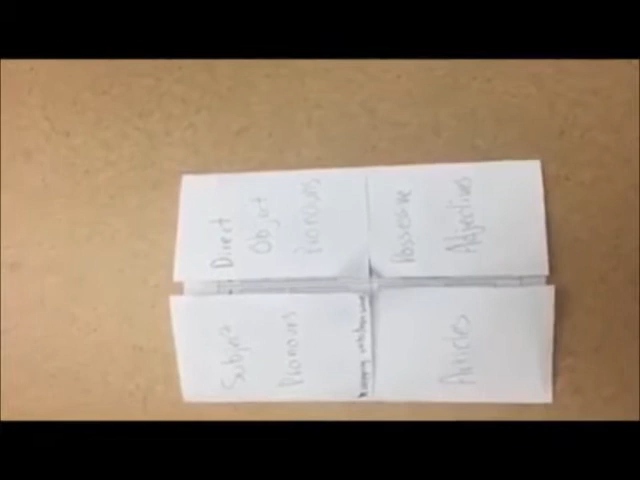 Subject
Pronouns
Direct
Object
Pronouns
Articles
Possessive
Adjectives